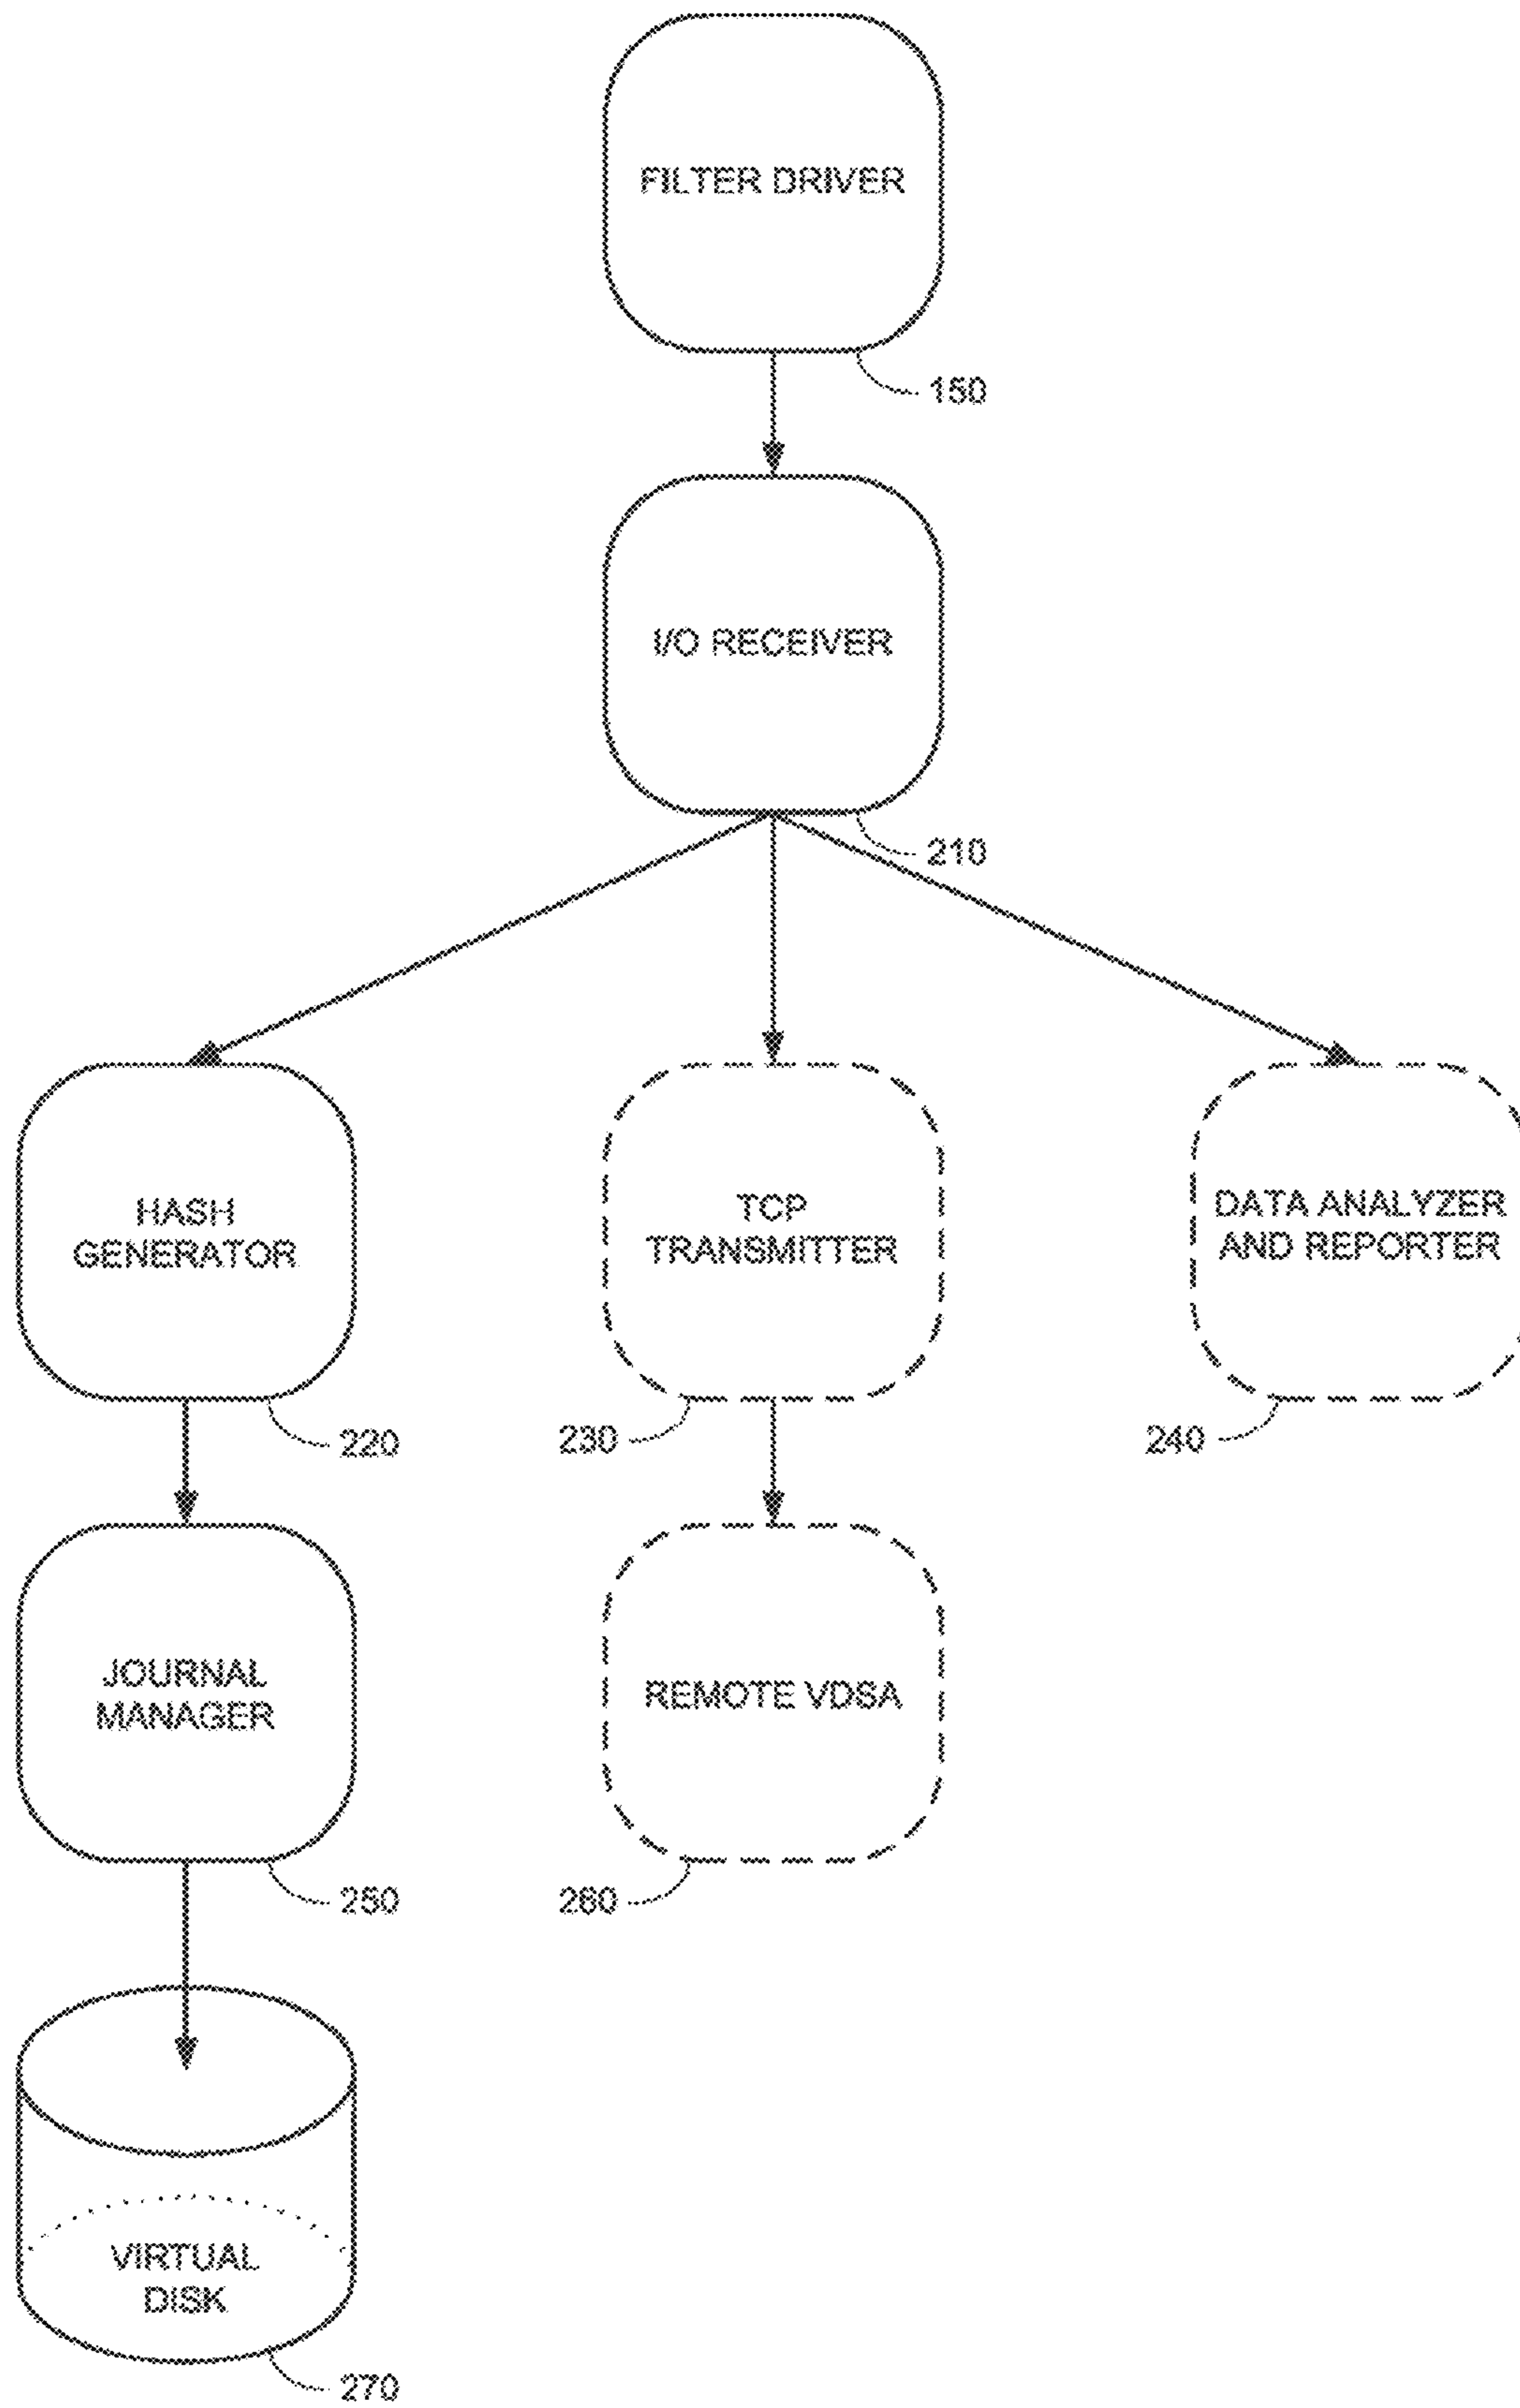 FILTER DRIVER
150
I/O RECEIVER
210
HASH
GENERATOR
220
TCP
TRANSMITTER
230
DATA ANALYZER
AND REPORTER
240
JOURNAL
MANAGER
250
REMOTE VDSA
260
VIRTUAL
DISK
270